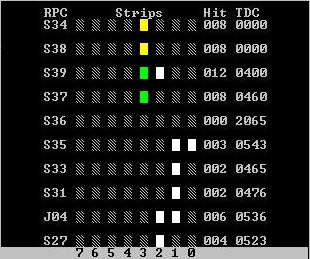 RPC Strips Hit TDC
S34 008 0000
S38 008 0000
S39 012 0400
S37 008 0460
S36 000 2065
S35 003 0543
S33 002 0465
S31 002 0476
J04 006 0536
S27 004 0523
7 6 5 4 3 2 1 0